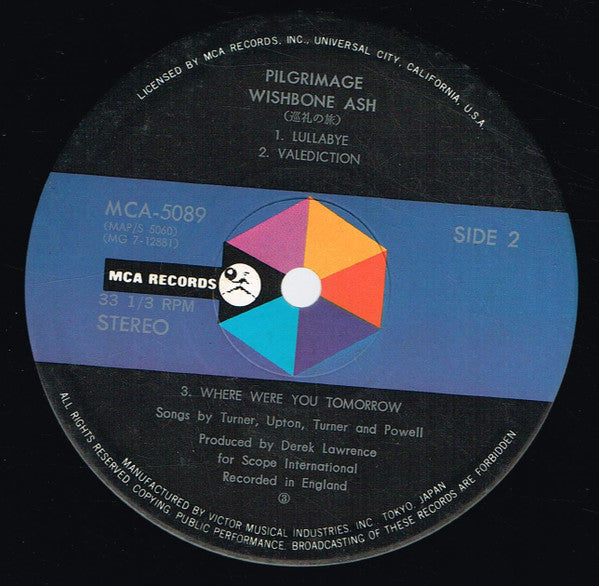 LICENSED BY MCA RECORDS, INC., UNIVERSAL CITY, CALIFORNIA, U.S.A.
PILGRIMAGE
WISHBONE ASH
(巡礼の旅)
1. LULLABYE
2. VALEDICTION
MCA-5089
(MAP/S 5060)
(MG 7-12881)
SIDE 2
MCA RECORDS
33 1/3 RPM
STEREO
3. WHERE WERE YOU TOMORROW
Songs by Turner, Upton, Turner and Powell
Produced by Derek Lawrence
for Scope International
Recorded in England
③
MANUFACTURED BY VICTOR MUSICAL INDUSTRIES, INC. TOKYO, JAPAN
ALL RIGHTS RESERVED. COPYING, PUBLIC PERFORMANCE, BROADCASTING OF THESE RECORDS ARE FORBIDDEN